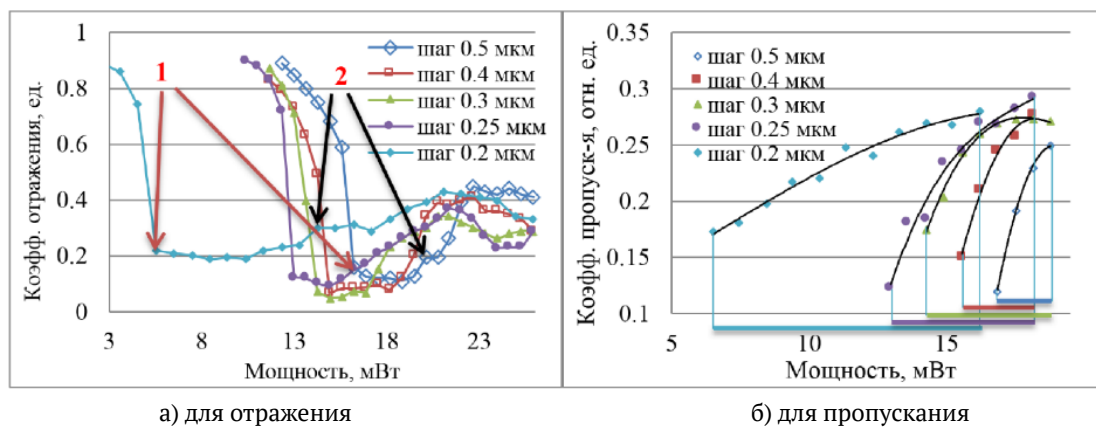 1
0.8
0.6
0.4
0.2
0
Коэфф. отражения, ед.
1
2
шаг 0.5 мкм
шаг 0.4 мкм
шаг 0.3 мкм
шаг 0.25 мкм
шаг 0.2 мкм
3 8 13 18 23
Мощность, мВт
0.35
0.3
0.25
0.2
0.15
0.1
Коэфф. пропуск-я, отн. ед.
шаг 0.5 мкм
шаг 0.4 мкм
шаг 0.3 мкм
шаг 0.25 мкм
шаг 0.2 мкм
5 10 15
Мощность, мВт
а) для отражения
б) для пропускания